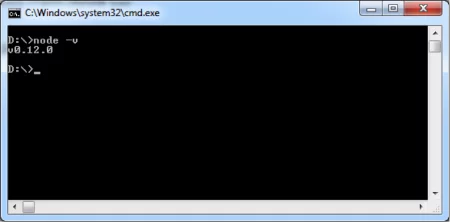 C:\Windows\system32\cmd.exe
D:\>node -v
v0.12.0
D:\>_